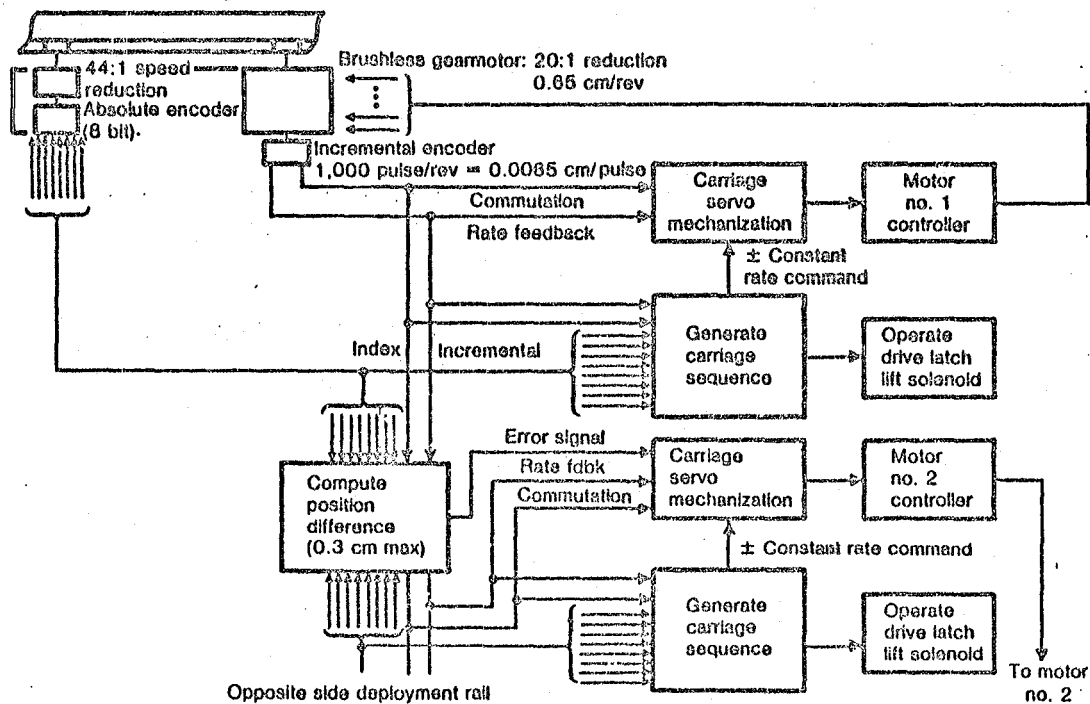 44:1 speed
reduction
Absolute encoder
(8 bit).
Brushless gearmotor: 20:1 reduction
0.65 cm/rev
Incremental encoder
1,000 pulse/rev = 0.0065 cm/pulse
Commutation
Rate feedback
Carriage
servo
mechanization
Motor
no. 1
controller
± Constant
rate command
Index
Incremental
Generate
carriage
sequence
Operate
drive latch
lift solenoid
Error signal
Rate fdbk
Commutation
Compute
position
difference
(0.3 cm max)
Carriage
servo
mechanization
Motor
no. 2
controller
± Constant rate command
Generate
carriage
sequence
Operate
drive latch
lift solenoid
To motor
no. 2
Opposite side deployment rail